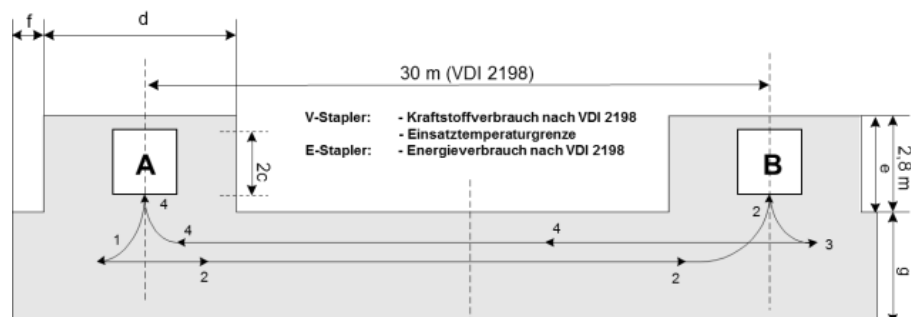 f
d
30 m (VDI 2198)
V-Stapler: - Kraftstoffverbrauch nach VDI 2198
- Einsatztemperaturgrenze
E-Stapler: - Energieverbrauch nach VDI 2198
A
B
2c
e
2,8 m
4
2
1
4
4
3
2
2
g